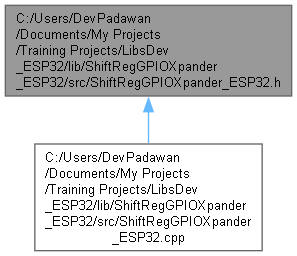 C:/Users/DevPadawan
/Documents/My Projects
/Training Projects/LibsDev
_ESP32/lib/ShiftRegGPIOXpander
_ESP32/src/ShiftRegGPIOXpander_ESP32.h
C:/Users/DevPadawan
/Documents/My Projects
/Training Projects/LibsDev
_ESP32/lib/ShiftRegGPIOXpander
_ESP32/src/ShiftRegGPIOXpander
_ESP32.cpp